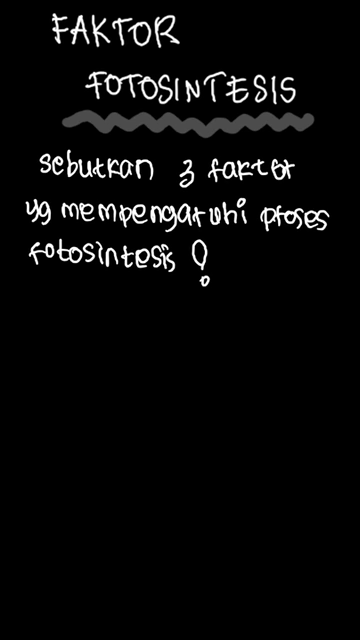 FAKTOR
FOTOSINTESIS
sebutkan 3 faktor
yg mempengaruhi proses
fotosintesis !